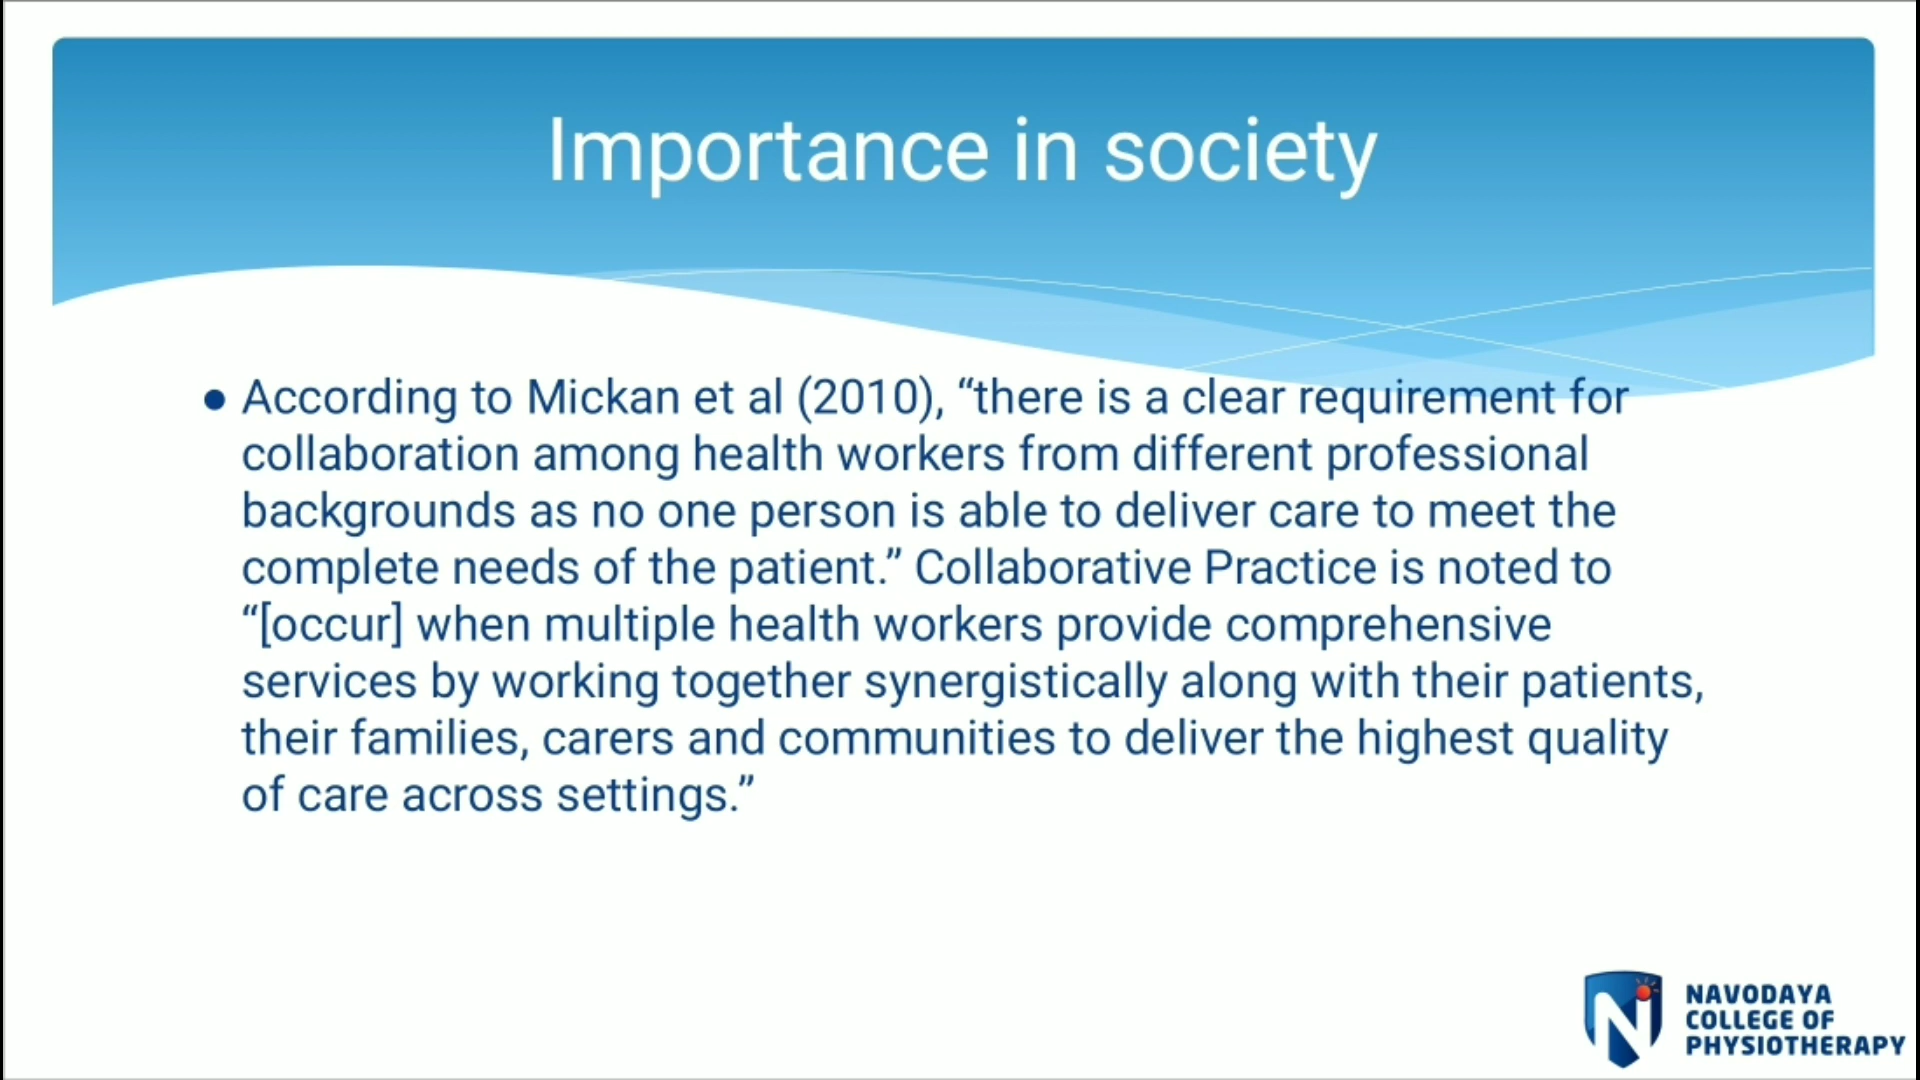 Importance in society
● According to Mickan et al (2010), “there is a clear requirement for
collaboration among health workers from different professional
backgrounds as no one person is able to deliver care to meet the
complete needs of the patient.” Collaborative Practice is noted to
“[occur] when multiple health workers provide comprehensive
services by working together synergistically along with their patients,
their families, carers and communities to deliver the highest quality
of care across settings.”
N
NAVODAYA
COLLEGE OF
PHYSIOTHERAPY